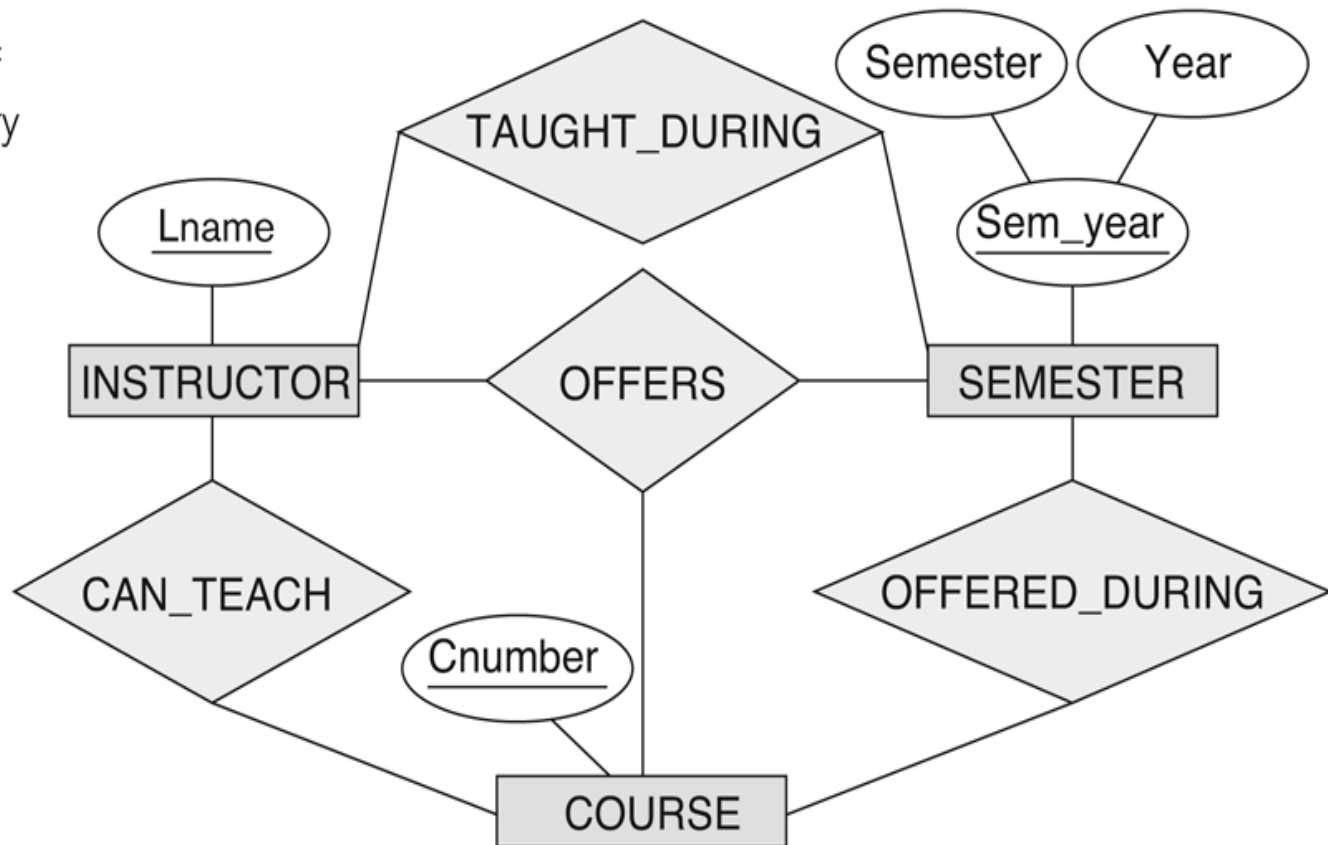 Semester
Year
TAUGHT_DURING
Lname
Sem_year
INSTRUCTOR
OFFERS
SEMESTER
CAN_TEACH
OFFERED_DURING
Cnumber
COURSE